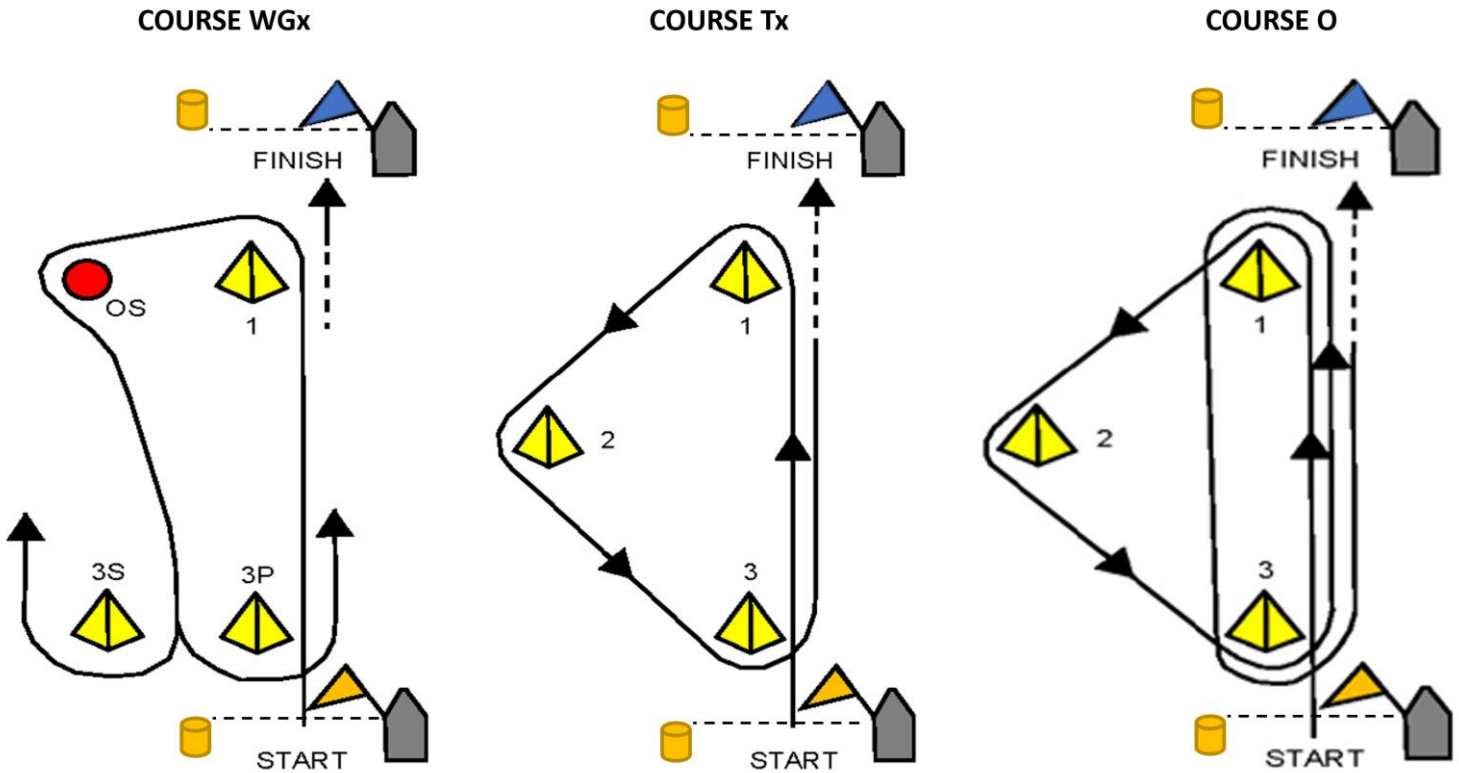 COURSE WGx
FINISH
OS
1
3S
3P
START
COURSE Tx
FINISH
1
2
3
START
COURSE O
FINISH
1
2
3
START